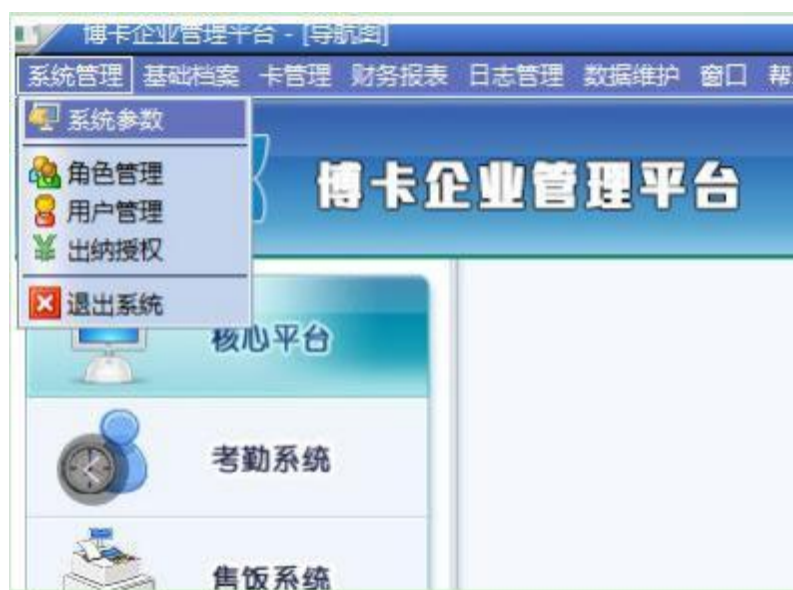 博卡企业管理平台 - [导航图]
系统管理 基础档案 卡管理 财务报表 日志管理 数据维护 窗口 帮
系统参数
角色管理
用户管理
出纳授权
退出系统
博卡企业管理平台
核心平台
考勤系统
售饭系统